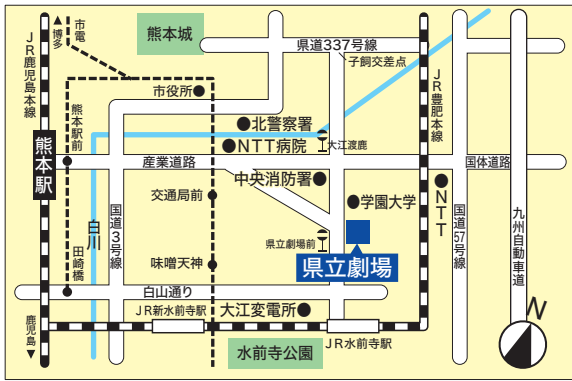 ▲博多
市電
熊本城
県道337号線
子飼交差点
JR鹿児島本線
市役所
JR豊肥本線
熊本駅前
北警察署
NTT病院
大江渡鹿
熊本駅
産業道路
国体道路
中央消防署
交通局前
学園大学
NTT
国道3号線
白川
国道57号線
九州自動車道
県立劇場前
田崎橋
味噌天神
県立劇場
白山通り
JR新水前寺駅
大江変電所
鹿児島▼
水前寺公園
JR水前寺駅
N